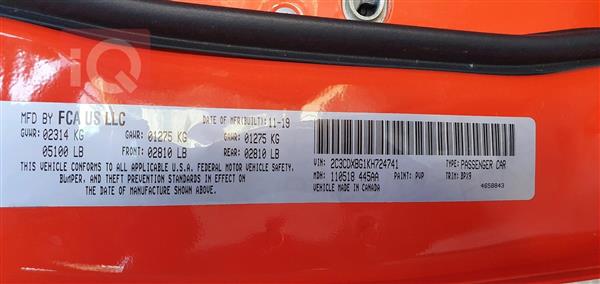 IQ
MFD BY FCA US LLC
DATE OF MFR(BUILT): 11-19
GVWR: 02314 KG GAWR: 01275 KG GAWR: 01275 KG
05100 LB FRONT: 02810 LB REAR: 02810 LB
THIS VEHICLE CONFORMS TO ALL APPLICABLE U.S.A. FEDERAL MOTOR VEHICLE SAFETY,
BUMPER, AND THEFT PREVENTION STANDARDS IN EFFECT ON
THE DATE OF MANUFACTURE SHOWN ABOVE.
VIN: 2C3CDXBG1KH724741 TYPE: PASSENGER CAR
MDH: 110518 445AA PAINT: PVP TRIM: BPX9
VEHICLE MADE IN CANADA 4658843